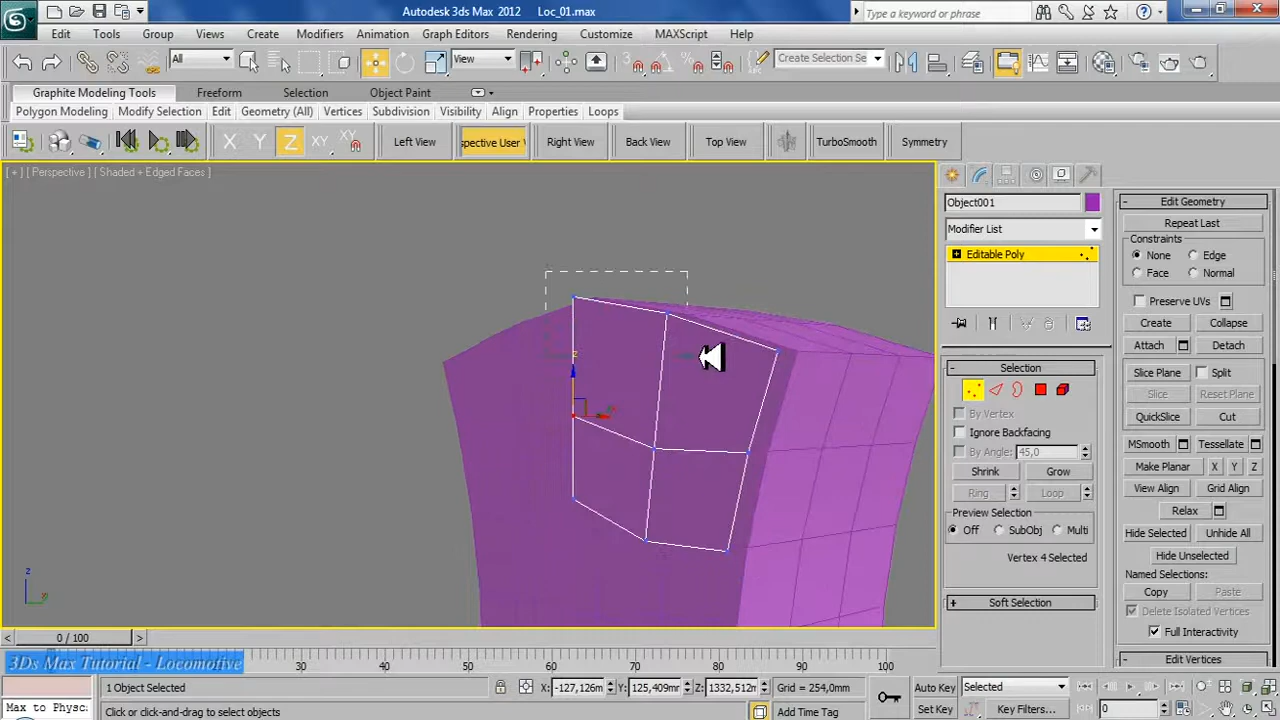 Autodesk 3ds Max 2012 Loc_01.max
Type a keyword or phrase
Edit Tools Group Views Create Modifiers Animation Graph Editors Rendering Customize MAXScript Help
All View Create Selection Se
Graphite Modeling Tools Freeform Selection Object Paint
Polygon Modeling Modify Selection Edit Geometry (All) Vertices Subdivision Visibility Align Properties Loops
X Y Z XY XY Left View spective User V Right View Back View Top View TurboSmooth Symmetry
[ + ] [ Perspective ] [ Shaded + Edged Faces ]
Object001
Modifier List
Editable Poly
Selection
By Vertex
Ignore Backfacing
By Angle: 45,0
Shrink Grow
Ring Loop
Preview Selection
Off SubObj Multi
Vertex 4 Selected
Soft Selection
Edit Geometry
Repeat Last
Constraints
None Edge
Face Normal
Preserve UVs
Create Collapse
Attach Detach
Slice Plane Split
Slice Reset Plane
QuickSlice Cut
MSmooth Tessellate
Make Planar X Y Z
View Align Grid Align
Relax
Hide Selected Unhide All
Hide Unselected
Named Selections:
Copy Paste
Delete Isolated Vertices
Full Interactivity
Edit Vertices
z
z
y
0 / 100
3Ds Max Tutorial - Locomotive
30 40 50 60 70 80 90 100
1 Object Selected X: -127,126m Y: 125,409mm Z: 1332,512m Grid = 254,0mm Auto Key Selected
Max to Physc Click or click-and-drag to select objects Add Time Tag Set Key Key Filters... 0